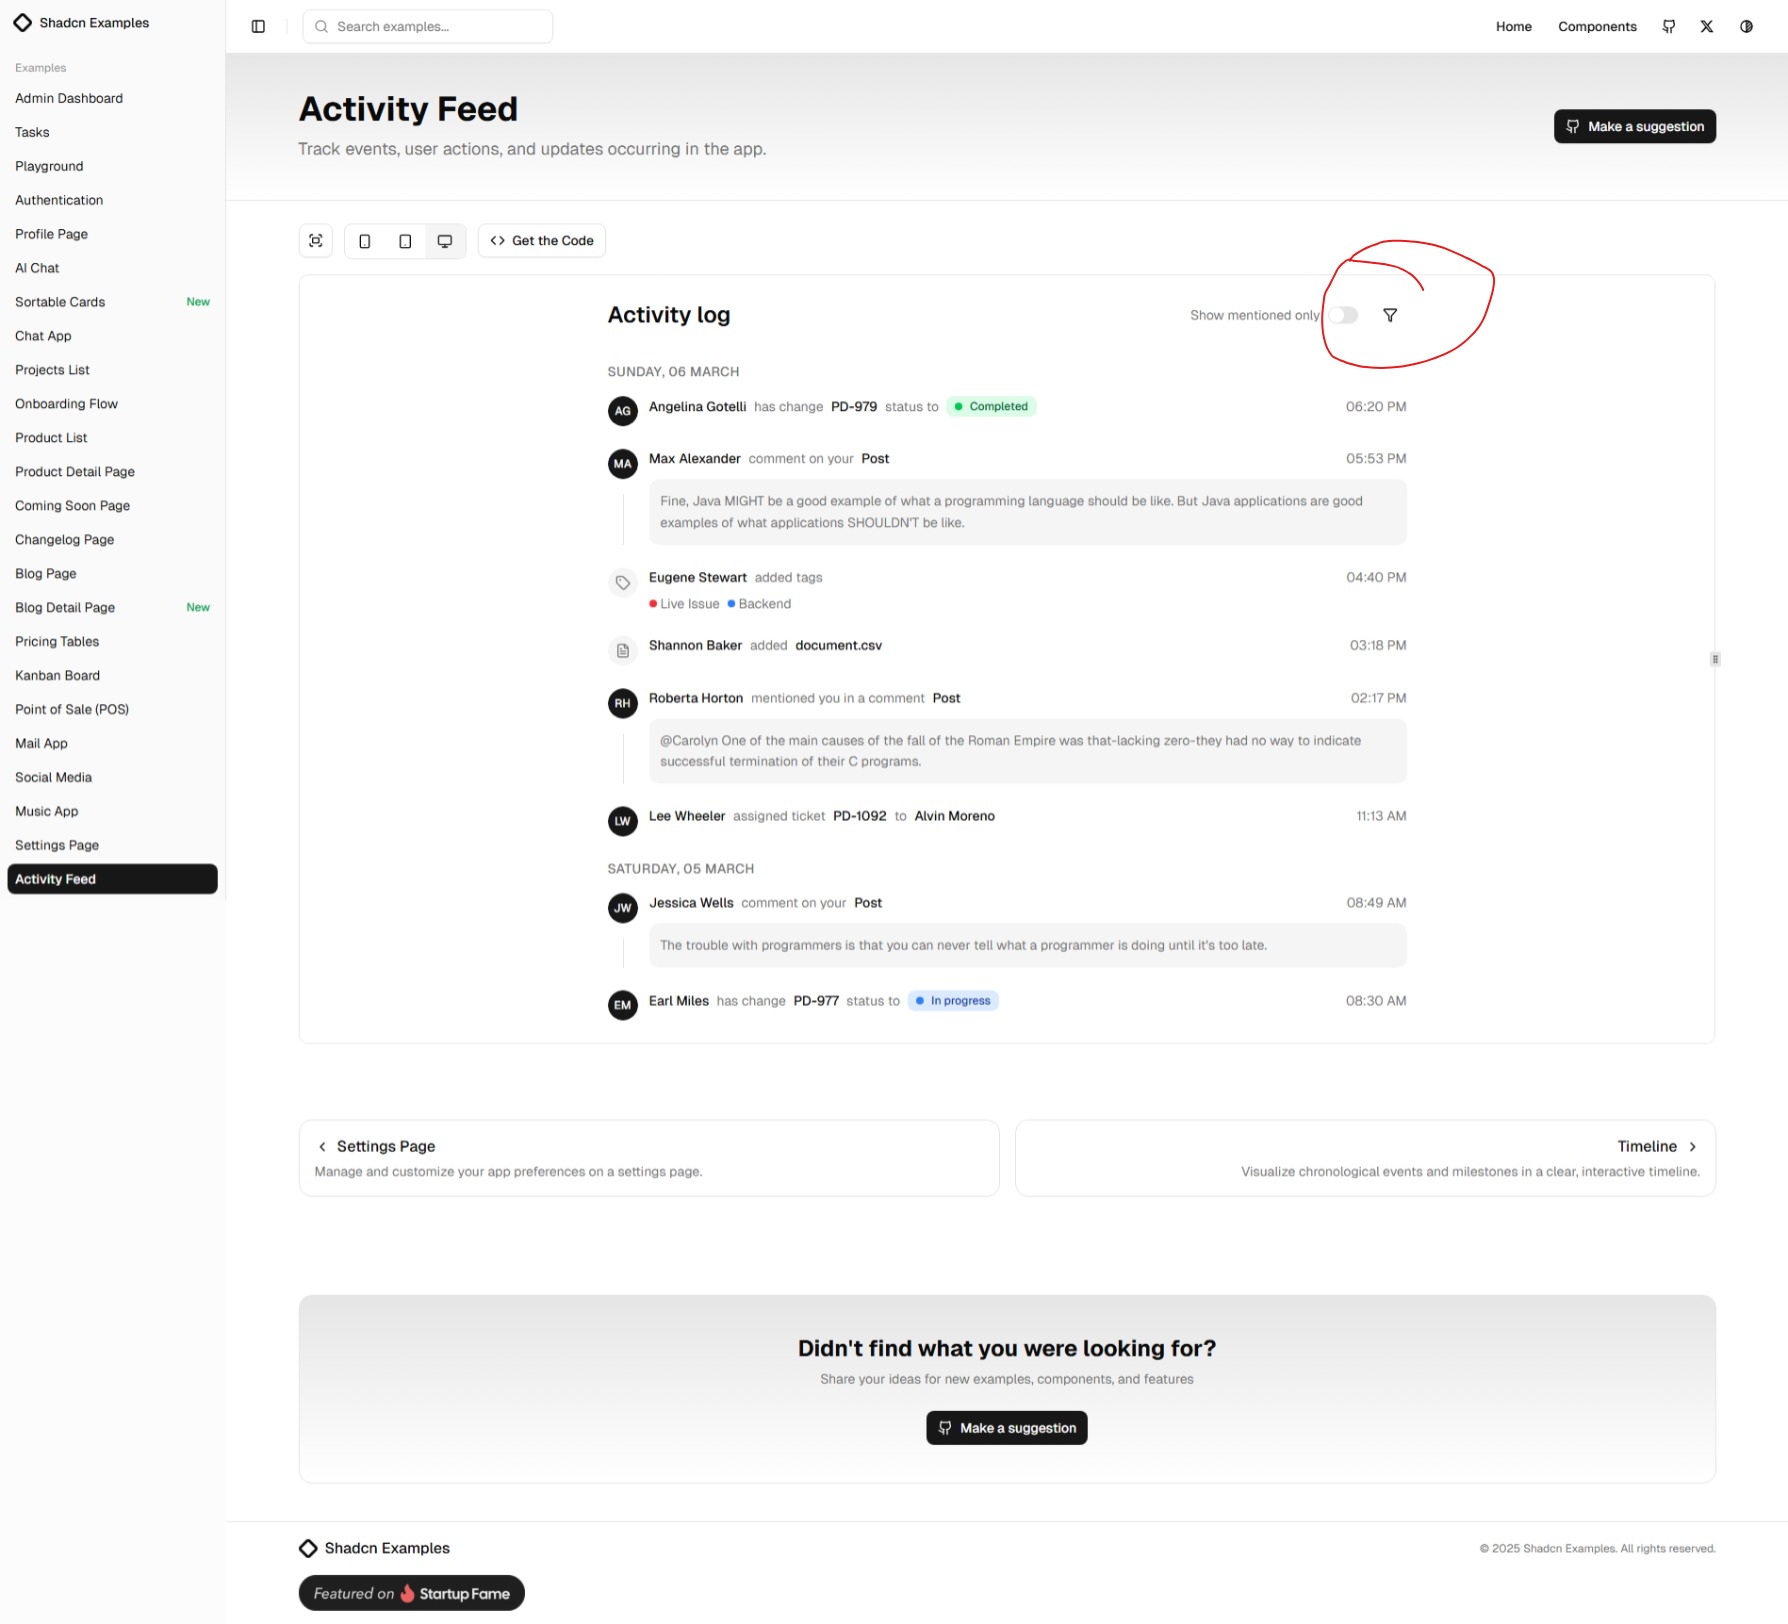 Shadcn Examples
Search examples...
Home
Components
Examples
Admin Dashboard
Tasks
Playground
Authentication
Profile Page
AI Chat
Sortable Cards New
Chat App
Projects List
Onboarding Flow
Product List
Product Detail Page
Coming Soon Page
Changelog Page
Blog Page
Blog Detail Page New
Pricing Tables
Kanban Board
Point of Sale (POS)
Mail App
Social Media
Music App
Settings Page
Activity Feed
Activity Feed
Track events, user actions, and updates occurring in the app.
Make a suggestion
Get the Code
Activity log
Show mentioned only
SUNDAY, 06 MARCH
AG Angelina Gotelli has change PD-979 status to Completed 06:20 PM
MA Max Alexander comment on your Post 05:53 PM
Fine, Java MIGHT be a good example of what a programming language should be like. But Java applications are good
examples of what applications SHOULDN'T be like.
Eugene Stewart added tags 04:40 PM
Live Issue Backend
Shannon Baker added document.csv 03:18 PM
RH Roberta Horton mentioned you in a comment Post 02:17 PM
@Carolyn One of the main causes of the fall of the Roman Empire was that-lacking zero-they had no way to indicate
successful termination of their C programs.
LW Lee Wheeler assigned ticket PD-1092 to Alvin Moreno 11:13 AM
SATURDAY, 05 MARCH
JW Jessica Wells comment on your Post 08:49 AM
The trouble with programmers is that you can never tell what a programmer is doing until it's too late.
EM Earl Miles has change PD-977 status to In progress 08:30 AM
Settings Page
Manage and customize your app preferences on a settings page.
Timeline
Visualize chronological events and milestones in a clear, interactive timeline.
Didn't find what you were looking for?
Share your ideas for new examples, components, and features
Make a suggestion
Shadcn Examples
© 2025 Shadcn Examples. All rights reserved.
Featured on Startup Fame